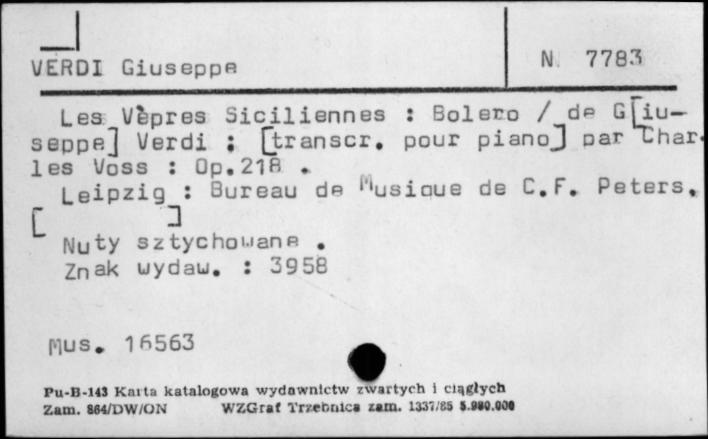 VERDI Giuseppe
N. 7783
Les Vêpres Siciliennes : Bolero / de G[iu-
seppe] Verdi ; [transcr. pour piano] par Char-
les Voss : Op.218 .
Leipzig : Bureau de Musique de C.F. Peters,
[ ]
Nuty sztychowane .
Znak wydaw. : 3958
Mus. 16563
Pu-B-143 Karta katalogowa wydawnictw zwartych i ciągłych
Zam. 864/DW/ON WZGraf Trzebnica zam. 1337/85 5.980.000